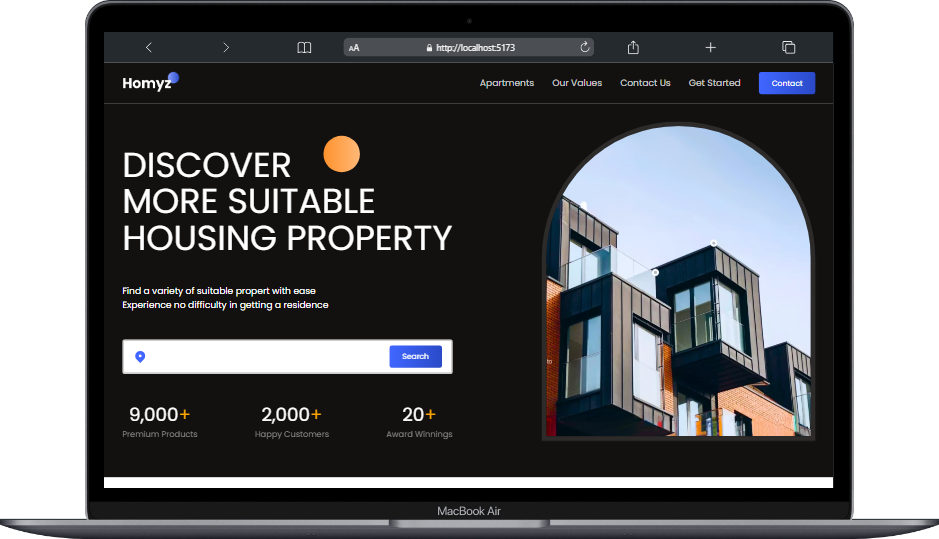 AA http://localhost:5173
Homyz
Apartments Our Values Contact Us Get Started Contact
DISCOVER
MORE SUITABLE
HOUSING PROPERTY
Find a variety of suitable propert with ease
Experience no difficulty in getting a residence
Search
9,000+ 2,000+ 20+
Premium Products Happy Customers Award Winnings
to
MacBook Air